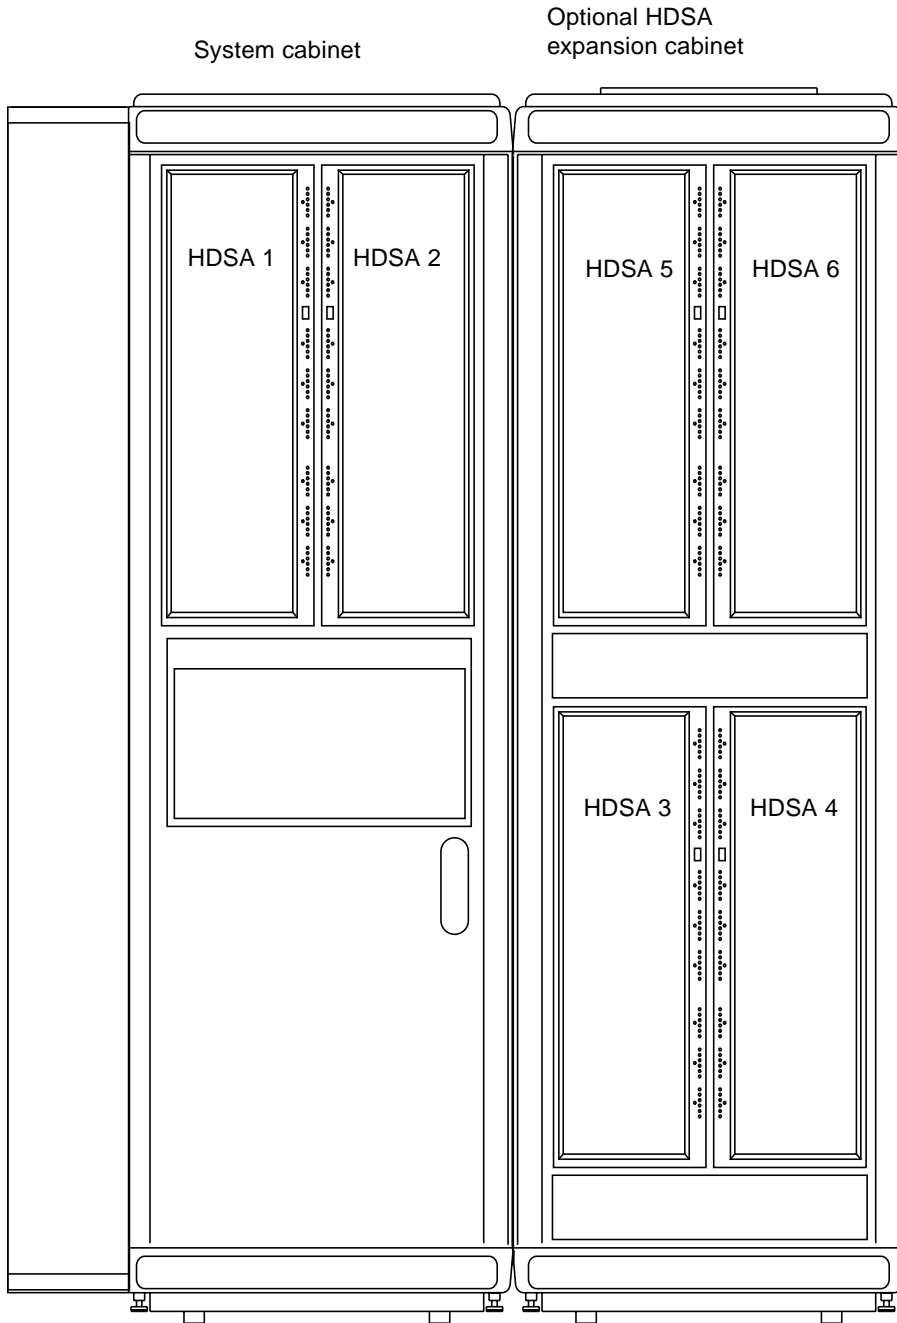 System cabinet
Optional HDSA
expansion cabinet
HDSA 1
HDSA 2
HDSA 5
HDSA 6
HDSA 3
HDSA 4